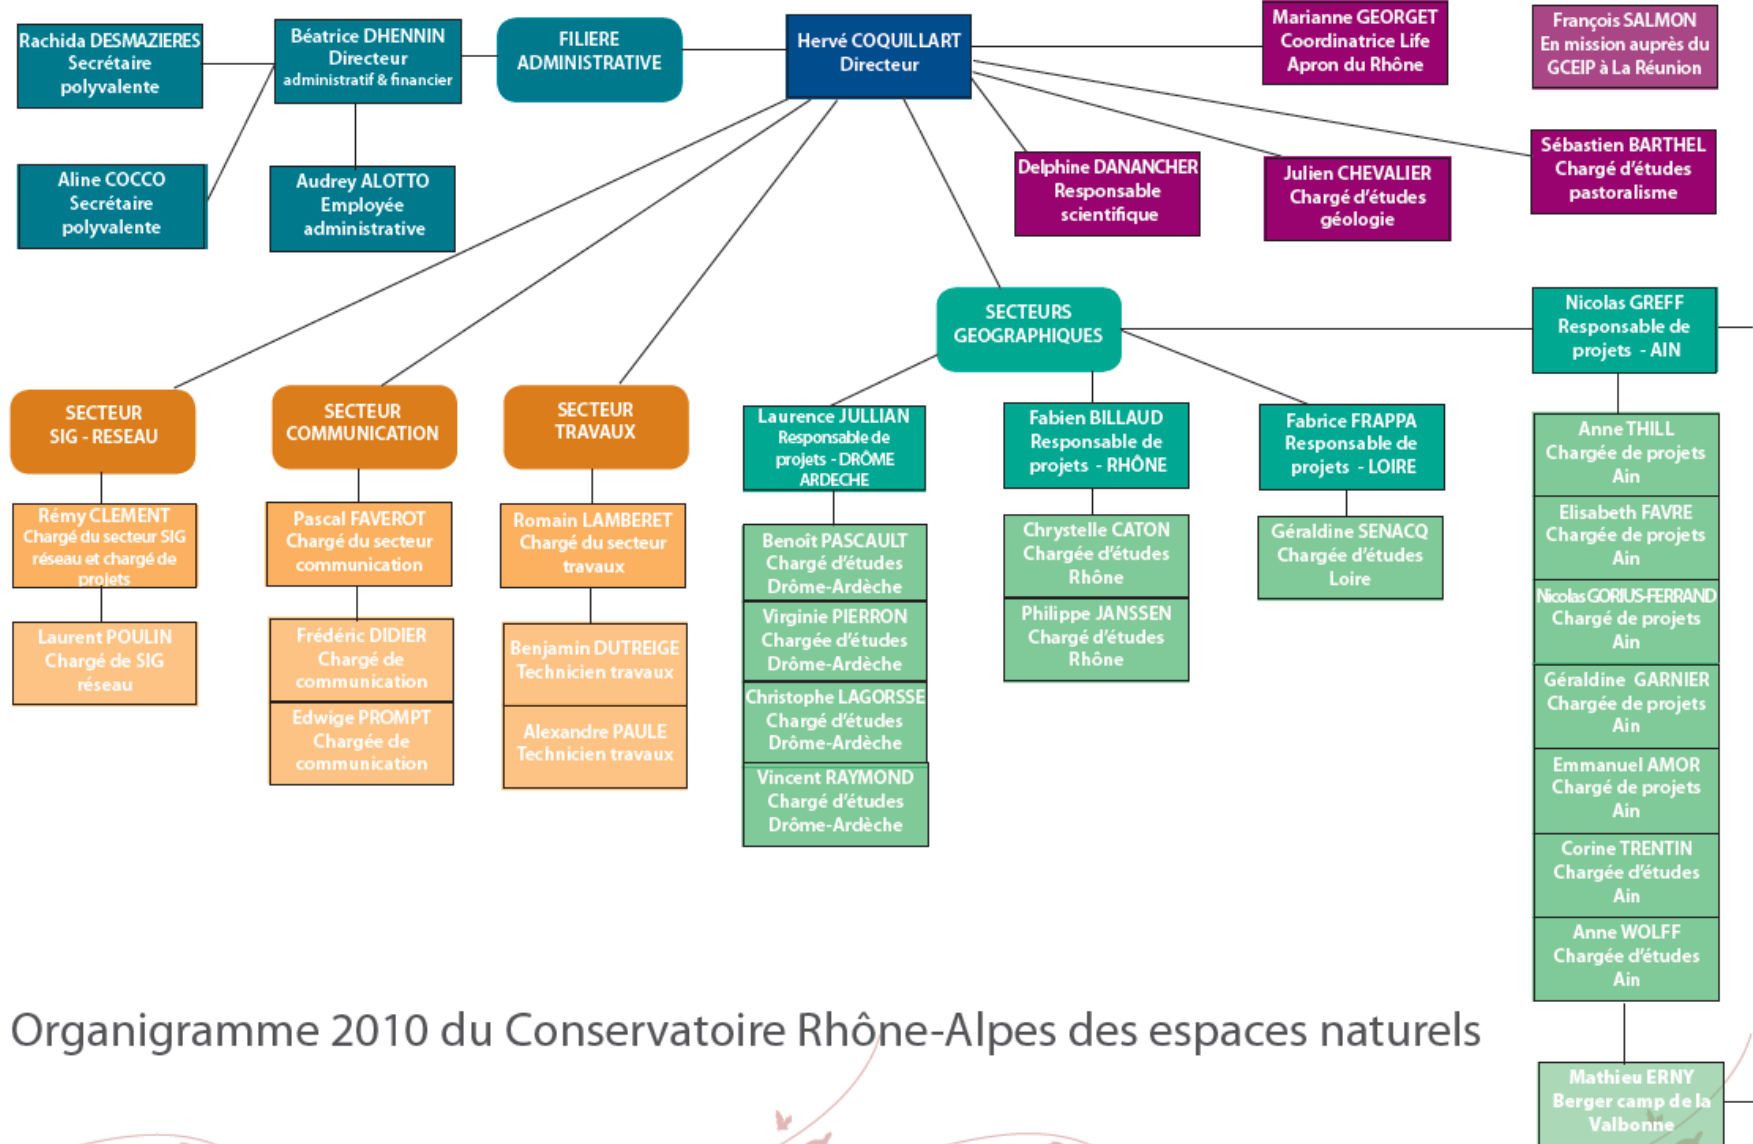 Rachida DESMAZIERES
Secrétaire
polyvalente
Béatrice DHENNIN
Directeur
administratif & financier
FILIERE
ADMINISTRATIVE
Hervé COQUILLART
Directeur
Marianne GEORGET
Coordinatrice Life
Apron du Rhône
François SALMON
En mission auprès du
GCEIP à La Réunion
Aline COCCO
Secrétaire
polyvalente
Audrey ALOTTO
Employée
administrative
Delphine DANANCHER
Responsable
scientifique
Julien CHEVALIER
Chargé d'études
géologie
Sébastien BARTHEL
Chargé d'études
pastoralisme
SECTEURS
GEOGRAPHIQUES
Nicolas GREFF
Responsable de
projets - AIN
SECTEUR
SIG - RESEAU
SECTEUR
COMMUNICATION
SECTEUR
TRAVAUX
Laurence JULLIAN
Responsable de
projets - DRÔME
ARDECHE
Fabien BILLAUD
Responsable de
projets - RHÔNE
Fabrice FRAPPA
Responsable de
projets - LOIRE
Rémy CLEMENT
Chargé du secteur SIG
réseau et chargé de
projets
Pascal FAVEROT
Chargé du secteur
communication
Romain LAMBERET
Chargé du secteur
travaux
Laurent POULIN
Chargé de SIG
réseau
Frédéric DIDIER
Chargé de
communication
Edwige PROMPT
Chargée de
communication
Benjamin DUTREIGE
Technicien travaux
Alexandre PAULE
Technicien travaux
Benoît PASCAULT
Chargé d'études
Drôme-Ardèche
Virginie PIERRON
Chargée d'études
Drôme-Ardèche
Christophe LAGORSSE
Chargé d'études
Drôme-Ardèche
Vincent RAYMOND
Chargé d'études
Drôme-Ardèche
Chrystelle CATON
Chargée d'études
Rhône
Philippe JANSSEN
Chargé d'études
Rhône
Géraldine SENACQ
Chargée d'études
Loire
Anne THILL
Chargée de projets
Ain
Elisabeth FAVRE
Chargée de projets
Ain
Nicolas GORIUS-FERRAND
Chargé de projets
Ain
Géraldine GARNIER
Chargée de projets
Ain
Emmanuel AMOR
Chargé de projets
Ain
Corine TRENTIN
Chargée d'études
Ain
Anne WOLFF
Chargée d'études
Ain
Mathieu ERNY
Berger camp de la
Valbonne
Organigramme 2010 du Conservatoire Rhône-Alpes des espaces naturels